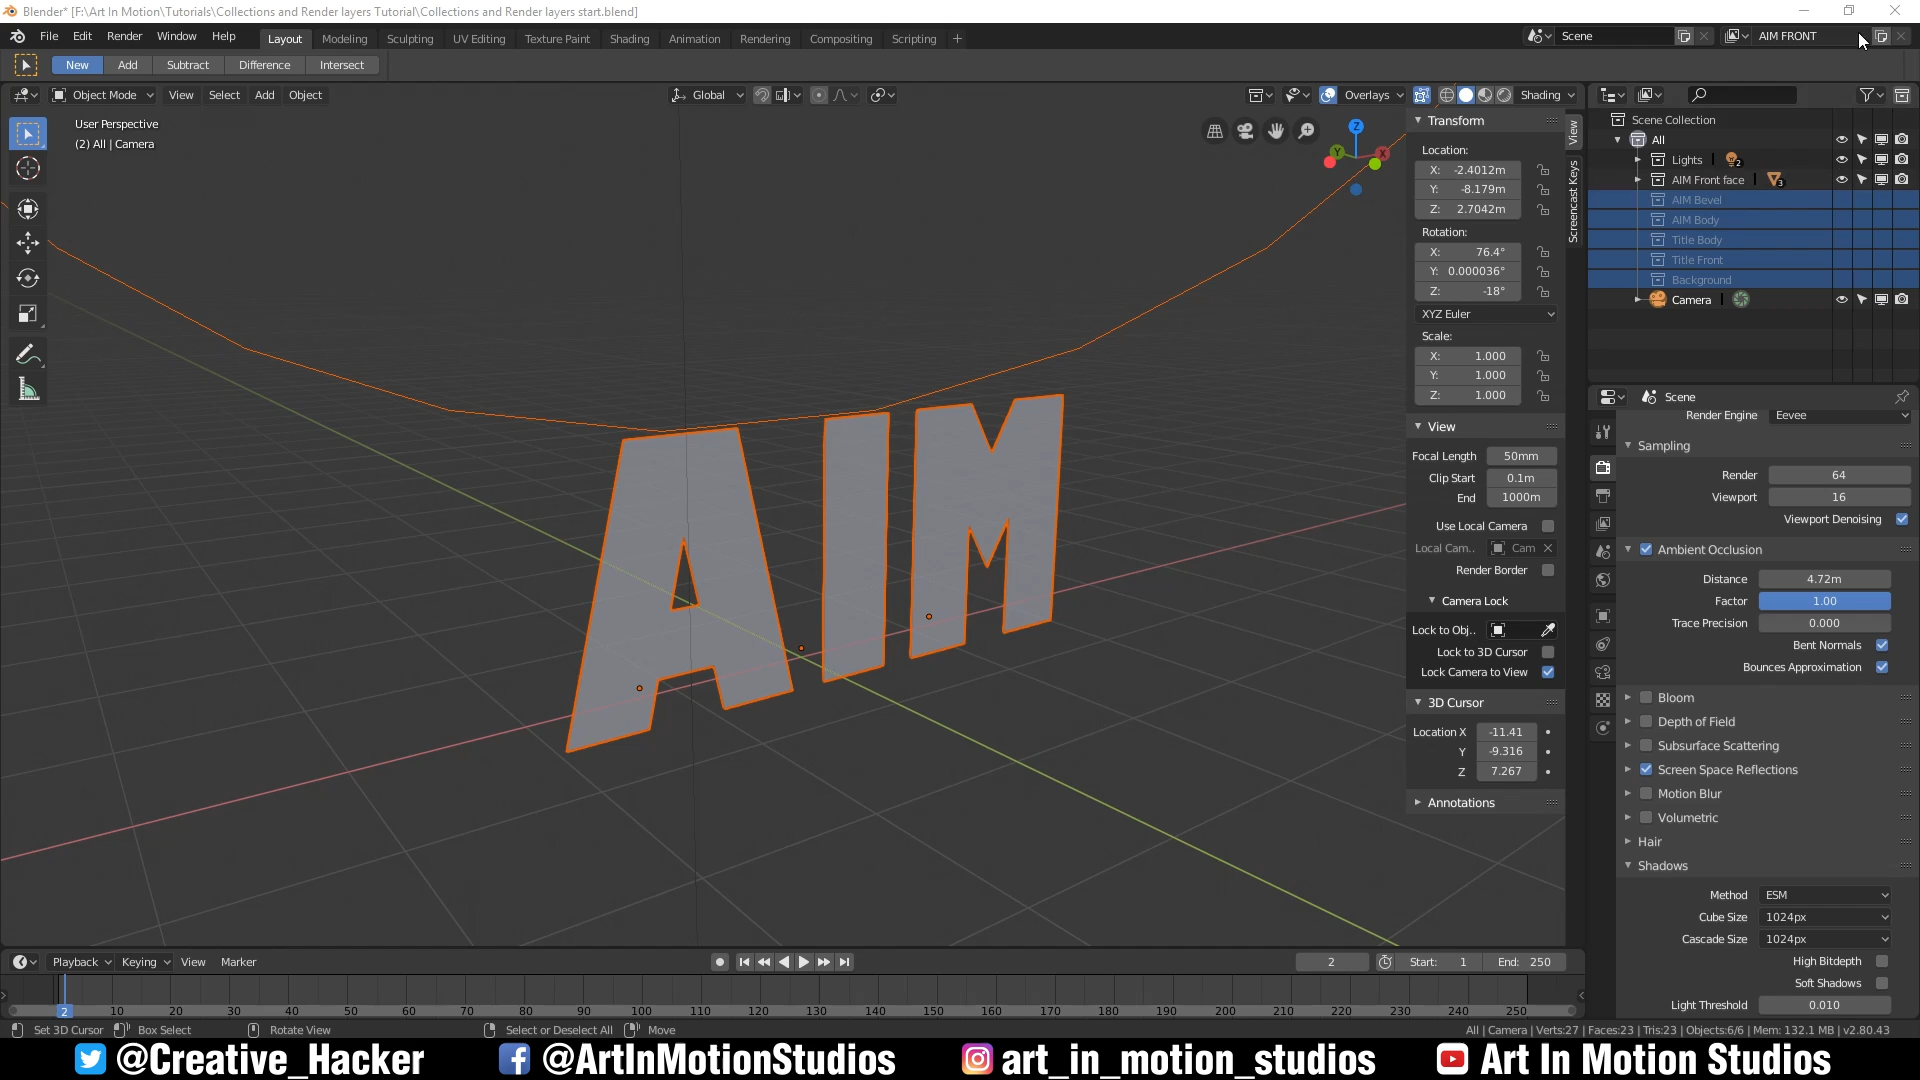 Blender* [F:\Art In Motion\Tutorials\Collections and Render layers Tutorial\Collections and Render layers start.blend]
File Edit Render Window Help Layout Modeling Sculpting UV Editing Texture Paint Shading Animation Rendering Compositing Scripting + Scene AIM FRONT
New Add Subtract Difference Intersect
Object Mode View Select Add Object Global Overlays Shading
User Perspective
(2) All | Camera
Transform
Location:
X: -2.4012m
Y: -8.179m
Z: 2.7042m
Rotation:
X: 76.4°
Y: 0.000036°
Z: -18°
XYZ Euler
Scale:
X: 1.000
Y: 1.000
Z: 1.000
View
Focal Length 50mm
Clip Start 0.1m
End 1000m
Use Local Camera
Local Cam.. Cam
Render Border
Camera Lock
Lock to Obj..
Lock to 3D Cursor
Lock Camera to View
3D Cursor
Location X -11.41
Y -9.316
Z 7.267
Annotations
View
Screencast Keys
Z
Y
X
AIM
Scene Collection
All
Lights 2
AIM Front face 3
AIM Bevel
AIM Body
Title Body
Title Front
Background
Camera
Scene
Render Engine Eevee
Sampling
Render 64
Viewport 16
Viewport Denoising
Ambient Occlusion
Distance 4.72m
Factor 1.00
Trace Precision 0.000
Bent Normals
Bounces Approximation
Bloom
Depth of Field
Subsurface Scattering
Screen Space Reflections
Motion Blur
Volumetric
Hair
Shadows
Method ESM
Cube Size 1024px
Cascade Size 1024px
High Bitdepth
Soft Shadows
Light Threshold 0.010
Playback Keying View Marker 2 Start: 1 End: 250
2 10 20 30 40 50 60 70 80 90 100 110 120 130 140 150 160 170 180 190 200 210 220 230 240 250
Set 3D Cursor Box Select Rotate View Select or Deselect All Move All | Camera | Verts:27 | Faces:23 | Tris:23 | Objects:6/6 | Mem: 132.1 MB | v2.80.43
@Creative_Hacker @ArtInMotionStudios art_in_motion_studios Art In Motion Studios